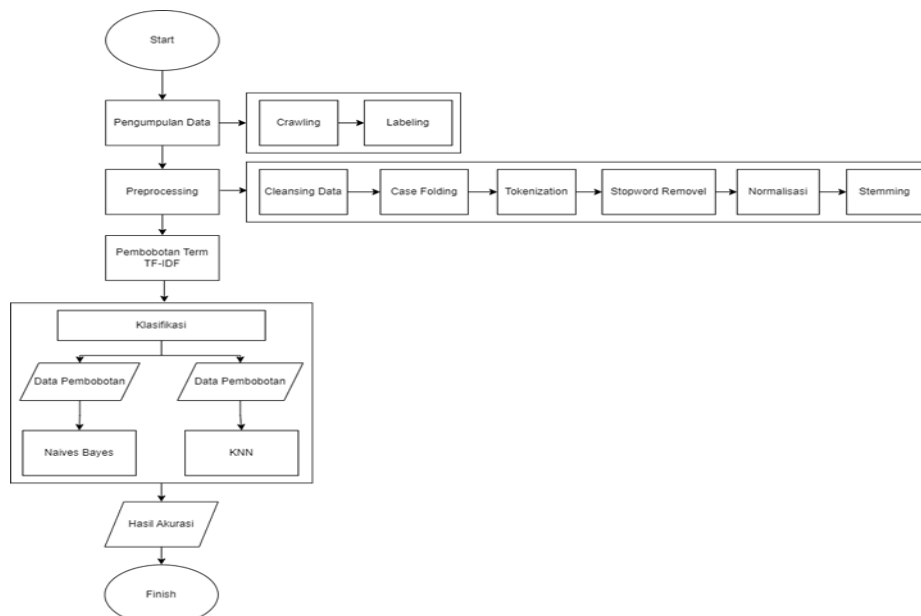 Start
Pengumpulan Data
Crawling
Labeling
Preprocessing
Cleansing Data
Case Folding
Tokenization
Stopword Removel
Normalisasi
Stemming
Pembobotan Term
TF-IDF
Klasifikasi
Data Pembobotan
Data Pembobotan
Naives Bayes
KNN
Hasil Akurasi
Finish